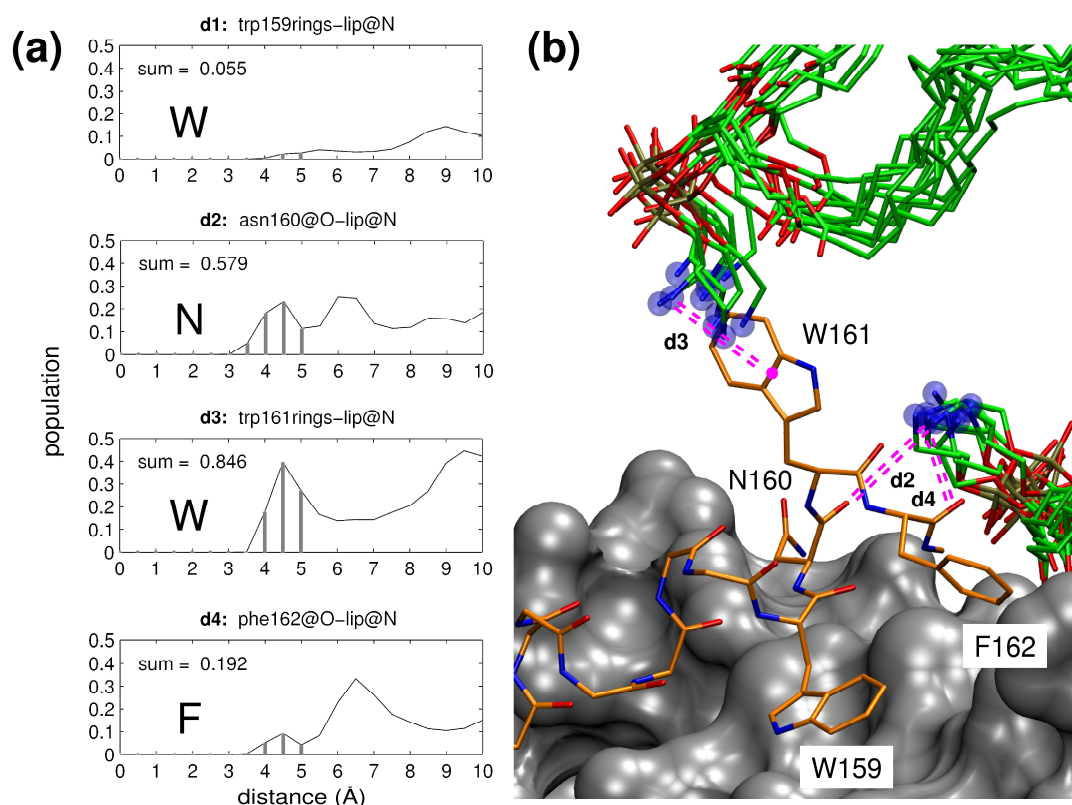 (a)
d1: trp159rings−lip@N
0.5
0.4
0.3
0.2
0.1
0
sum = 0.055
W
0 1 2 3 4 5 6 7 8 9 10
d2: asn160@O−lip@N
0.5
0.4
0.3
0.2
0.1
0
sum = 0.579
N
0 1 2 3 4 5 6 7 8 9 10
population
d3: trp161rings−lip@N
0.5
0.4
0.3
0.2
0.1
0
sum = 0.846
W
0 1 2 3 4 5 6 7 8 9 10
d4: phe162@O−lip@N
0.5
0.4
0.3
0.2
0.1
0
sum = 0.192
F
0 1 2 3 4 5 6 7 8 9 10
distance (Å)
(b)
d3
W161
N160
d2
d4
F162
W159